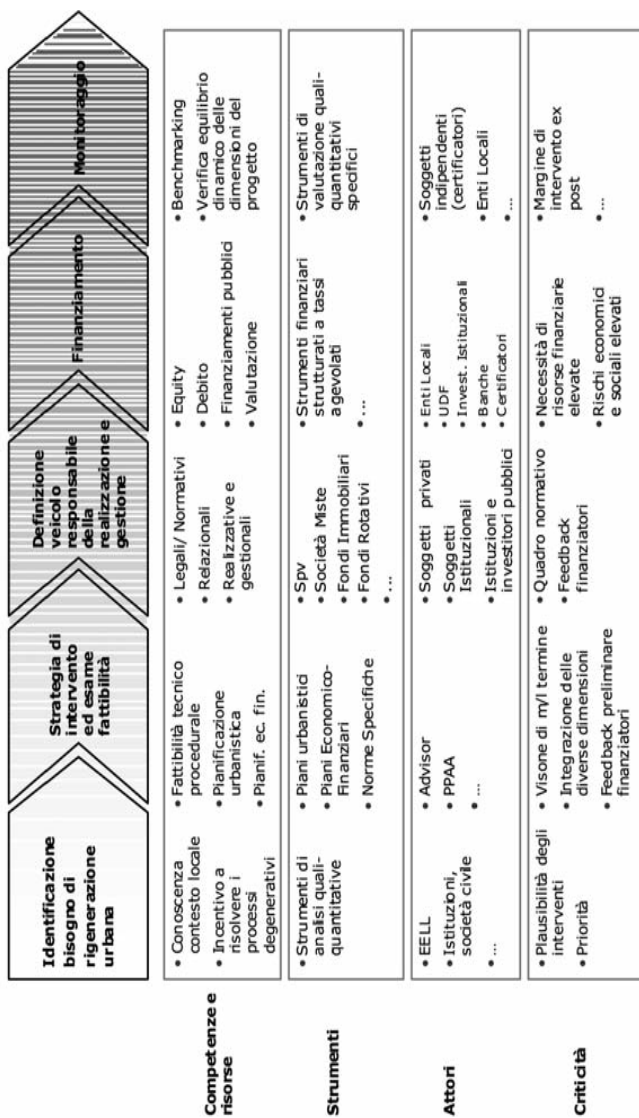 Identificazione
bisogno di
rigenerazione
urbana
Strategia di
intervento
ed esame
fattibilità
Definizione
veicolo
responsabile
della
realizzazione e
gestione
Finanziamento
Monitoraggio
Competenze e
risorse
• Conoscenza
contesto locale
• Incentivo a
risolvere i
processi
degenerativi
• Fattibilità tecnico
procedurale
• Pianificazione
urbanistica
• Pianif. ec. fin.
• Legali/ Normativi
• Relazionali
• Realizzative e
gestionali
• Equity
• Debito
• Finanziamenti pubblici
• Valutazione
• Benchmarking
• Verifica equilibrio
dinamico delle
dimensioni del
progetto
Strumenti
• Strumenti di
analisi quali-
quantitative
• Piani urbanistici
• Piani Economico-
Finanziari
• Norme Specifiche
• Spv
• Società Miste
• Fondi Immobiliari
• Fondi Rotativi
• ...
• Strumenti finanziari
strutturati a tassi
agevolati
• ...
• Strumenti di
valutazione quali-
quantitativi
specifici
Attori
• EELL
• Istituzioni,
società civile
• ...
• Advisor
• PPAA
• ...
• Soggetti privati
• Soggetti
Istituzionali
• Istituzioni e
investitori pubblici
• Enti Locali
• UDF
• Invest. Istituzionali
• Banche
• Certificatori
• Soggetti
indipendenti
(certificatori)
• Enti Locali
• ...
Criticità
• Plausibilità degli
interventi
• Priorità
• Visone di m/l termine
• Integrazione delle
diverse dimensioni
• Feedback preliminare
finanziatori
• Quadro normativo
• Feedback
finanziatori
• Necessità di
risorse finanziarie
elevate
• Rischi economici
e sociali elevati
• Margine di
intervento ex
post
• ...